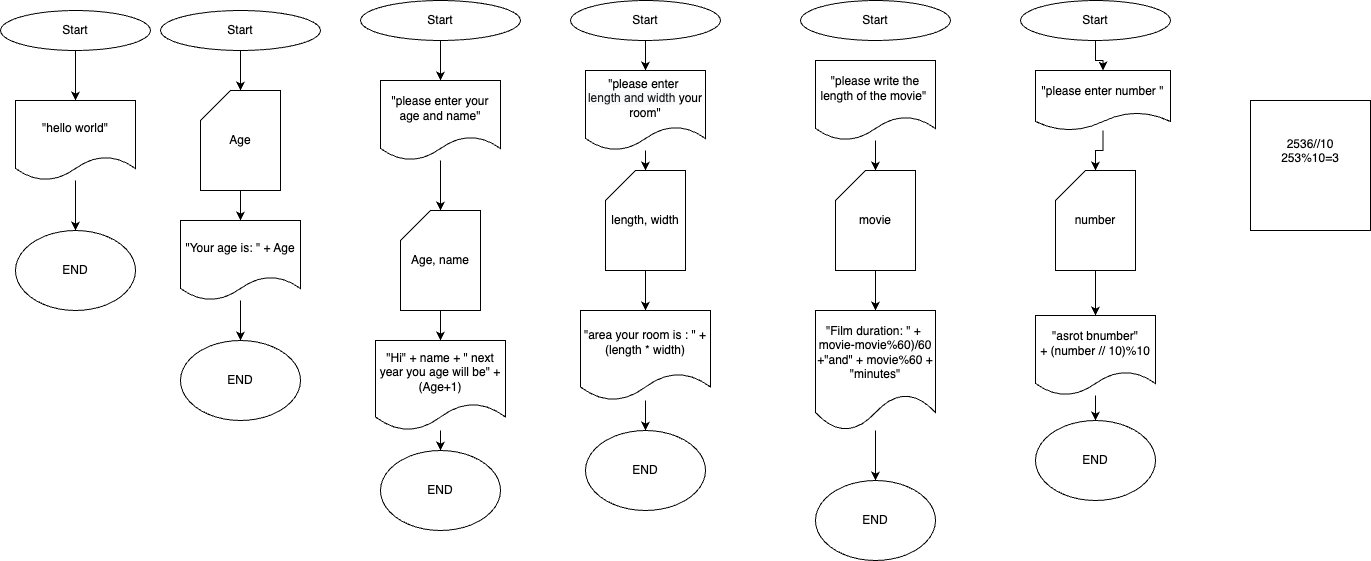 Start
"hello world"
END
Start
Age
"Your age is: " + Age
END
Start
"please enter your
age and name"
Age, name
"Hi" + name + " next
year you age will be" +
(Age+1)
END
Start
"please enter
length and width your
room"
length, width
"area your room is : " +
(length * width)
END
Start
"please write the
length of the movie"
movie
"Film duration: " +
movie-movie%60)/60
+"and" + movie%60 +
"minutes"
END
Start
"please enter number "
number
"asrot bnumber"
+ (number // 10)%10
END
2536//10
253%10=3